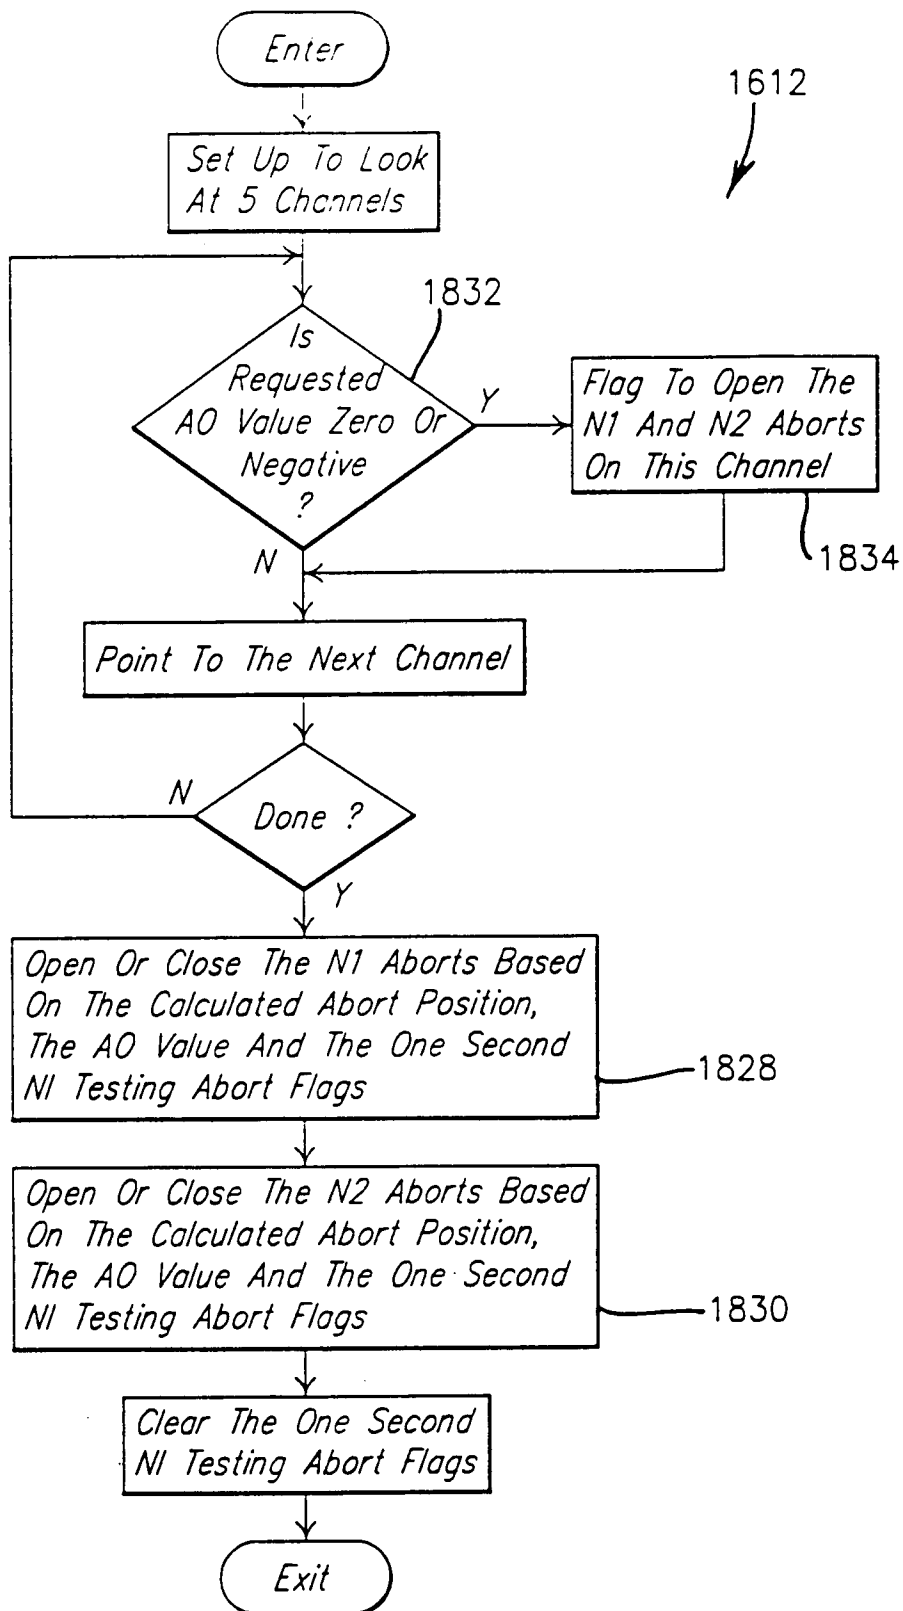 Enter
1612
Set Up To Look
At 5 Channels
1832
Is
Requested
AO Value Zero Or
Negative
?
Y
Flag To Open The
N1 And N2 Aborts
On This Channel
1834
N
Point To The Next Channel
N
Done ?
Y
Open Or Close The N1 Aborts Based
On The Calculated Abort Position,
The AO Value And The One Second
NI Testing Abort Flags
1828
Open Or Close The N2 Aborts Based
On The Calculated Abort Position,
The AO Value And The One Second
NI Testing Abort Flags
1830
Clear The One Second
NI Testing Abort Flags
Exit